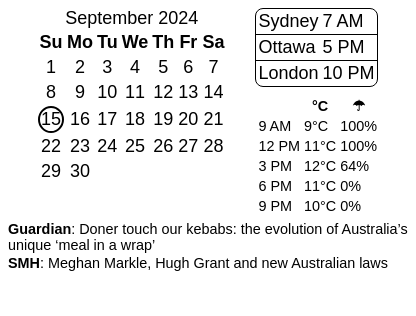 September 2024
Su Mo Tu We Th Fr Sa
1 2 3 4 5 6 7
8 9 10 11 12 13 14
15 16 17 18 19 20 21
22 23 24 25 26 27 28
29 30
Sydney 7 AM
Ottawa 5 PM
London 10 PM
°C ☂
9 AM 9°C 100%
12 PM 11°C 100%
3 PM 12°C 64%
6 PM 11°C 0%
9 PM 10°C 0%
Guardian: Doner touch our kebabs: the evolution of Australia’s
unique ‘meal in a wrap’
SMH: Meghan Markle, Hugh Grant and new Australian laws